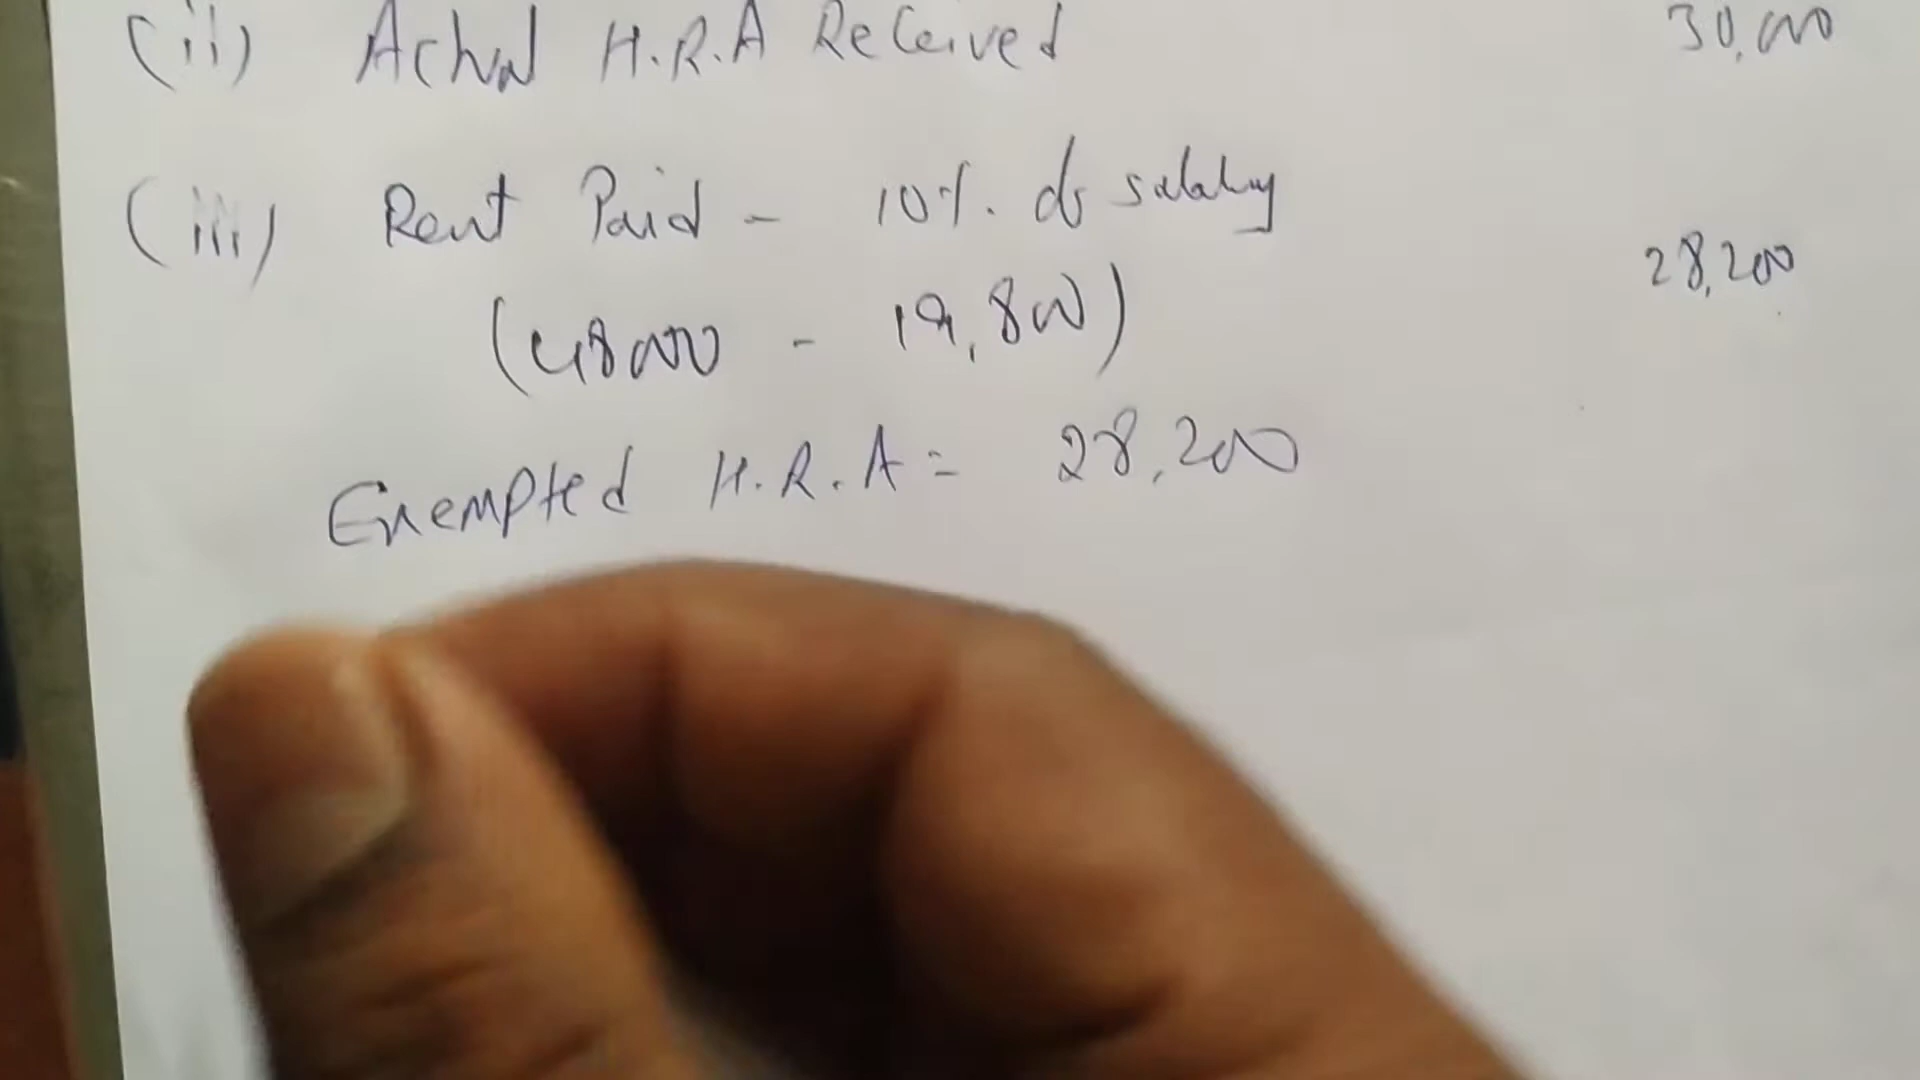 (ii) Actual H.R.A Received 30,000
(iii) Rent Paid - 10% of salary
28,200
(48000 - 19,800)
Exempted H.R.A = 28,200